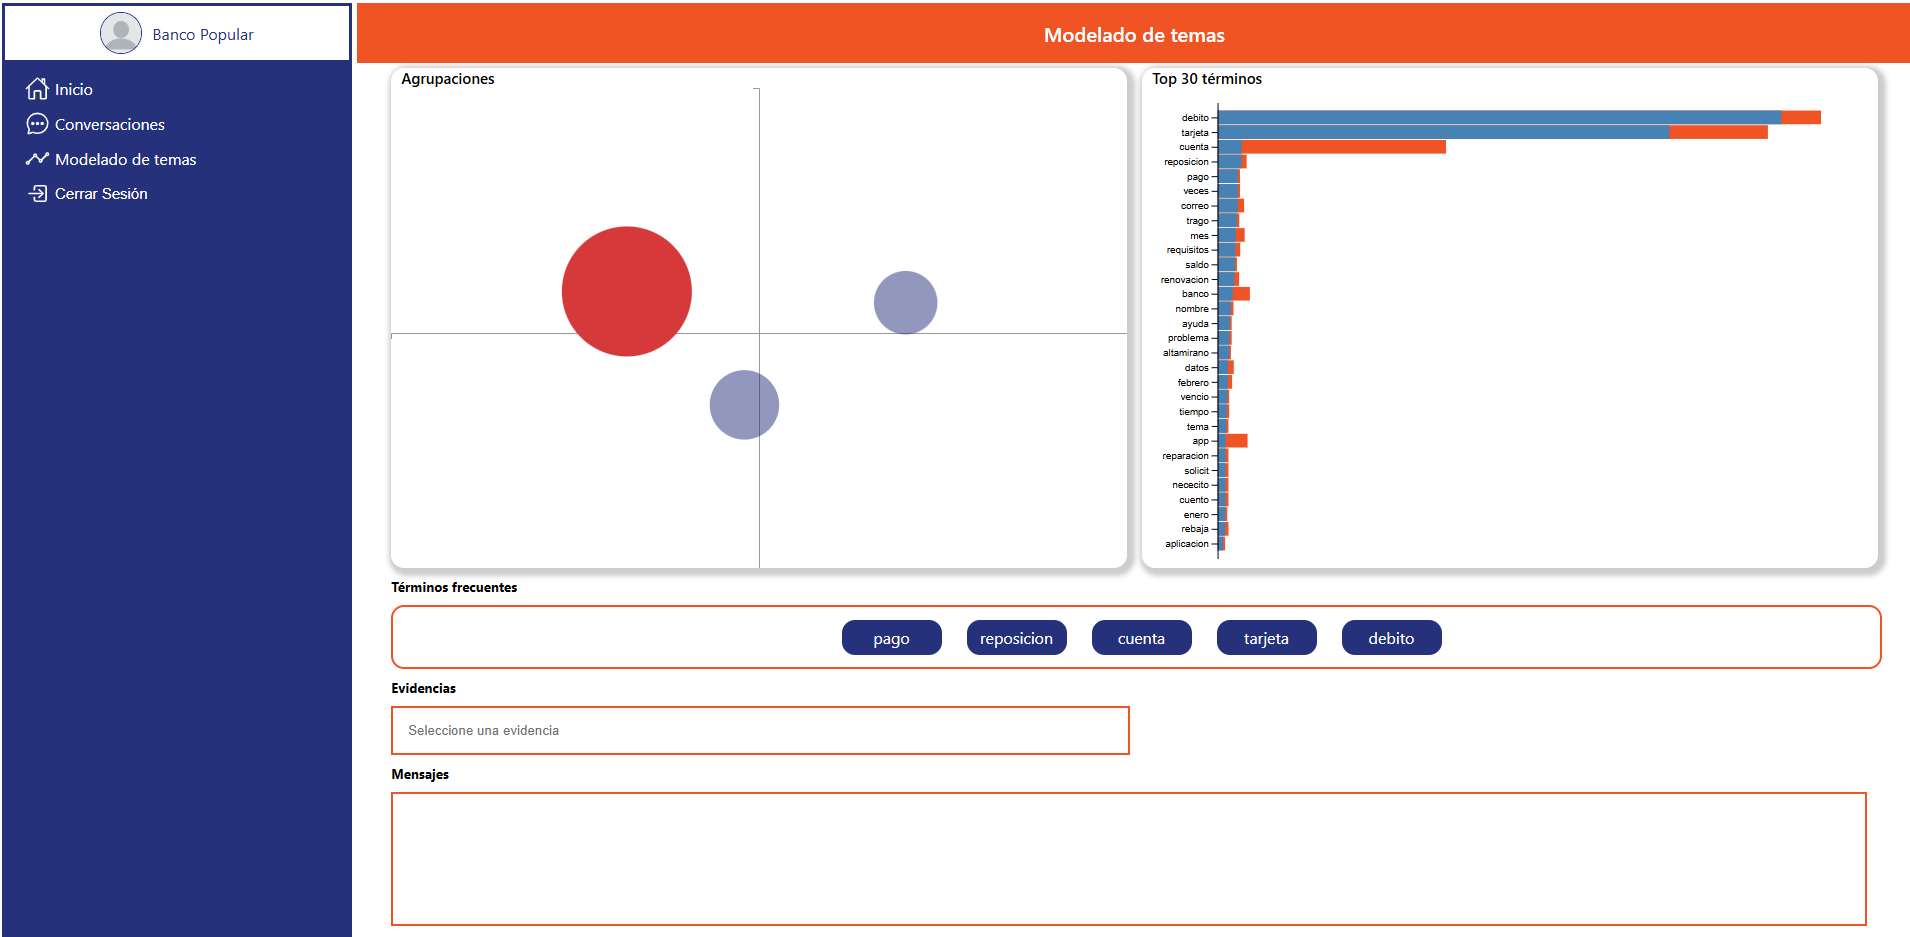 Banco Popular
Inicio
Conversaciones
Modelado de temas
Cerrar Sesión
Modelado de temas
Agrupaciones
Top 30 términos
debito
tarjeta
cuenta
reposicion
pago
veces
correo
trago
mes
requisitos
saldo
renovacion
banco
nombre
ayuda
problema
altamirano
datos
febrero
vencio
tiempo
tema
app
reparacion
solicit
nececito
cuento
enero
rebaja
aplicacion
Términos frecuentes
pago reposicion cuenta tarjeta debito
Evidencias
Seleccione una evidencia
Mensajes